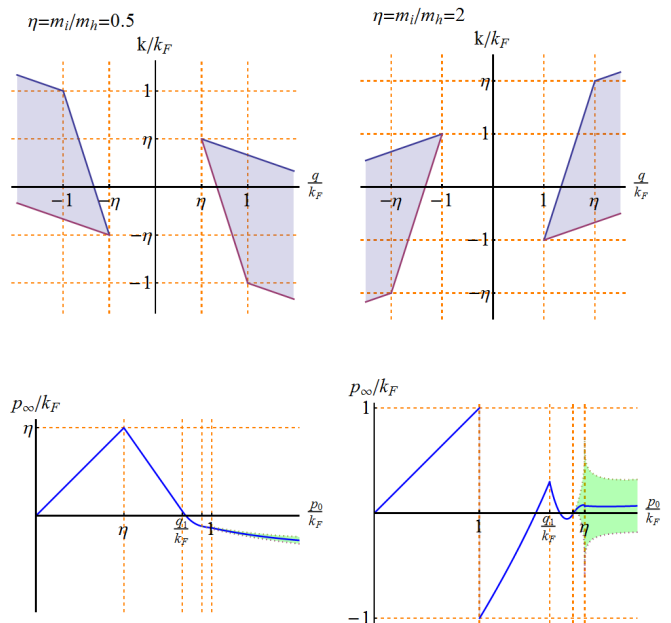 η=m_i/m_h=0.5
k/k_F
1
η
−1
−η
η
1
q/k_F
−η
−1
η=m_i/m_h=2
k/k_F
η
1
−η
−1
1
η
q/k_F
−1
−η
p_∞/k_F
η
η
q_1/k_F
1
p_0/k_F
p_∞/k_F
1
1
q_1/k_F
η
p_0/k_F
−1